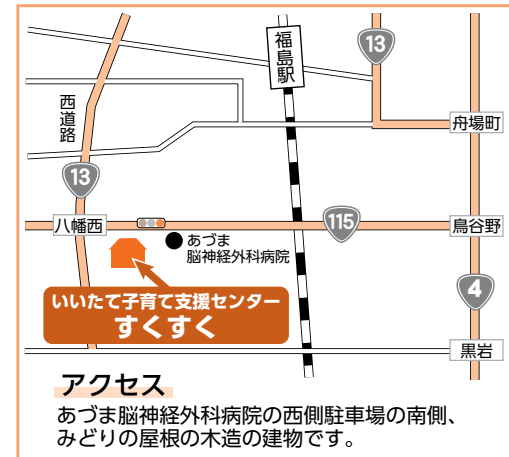 福島駅
13
西道路
舟場町
13
八幡西
115
鳥谷野
あづま
脳神経外科病院
4
いいたて子育て支援センター
すくすく
黒岩
アクセス
あづま脳神経外科病院の西側駐車場の南側、
みどりの屋根の木造の建物です。